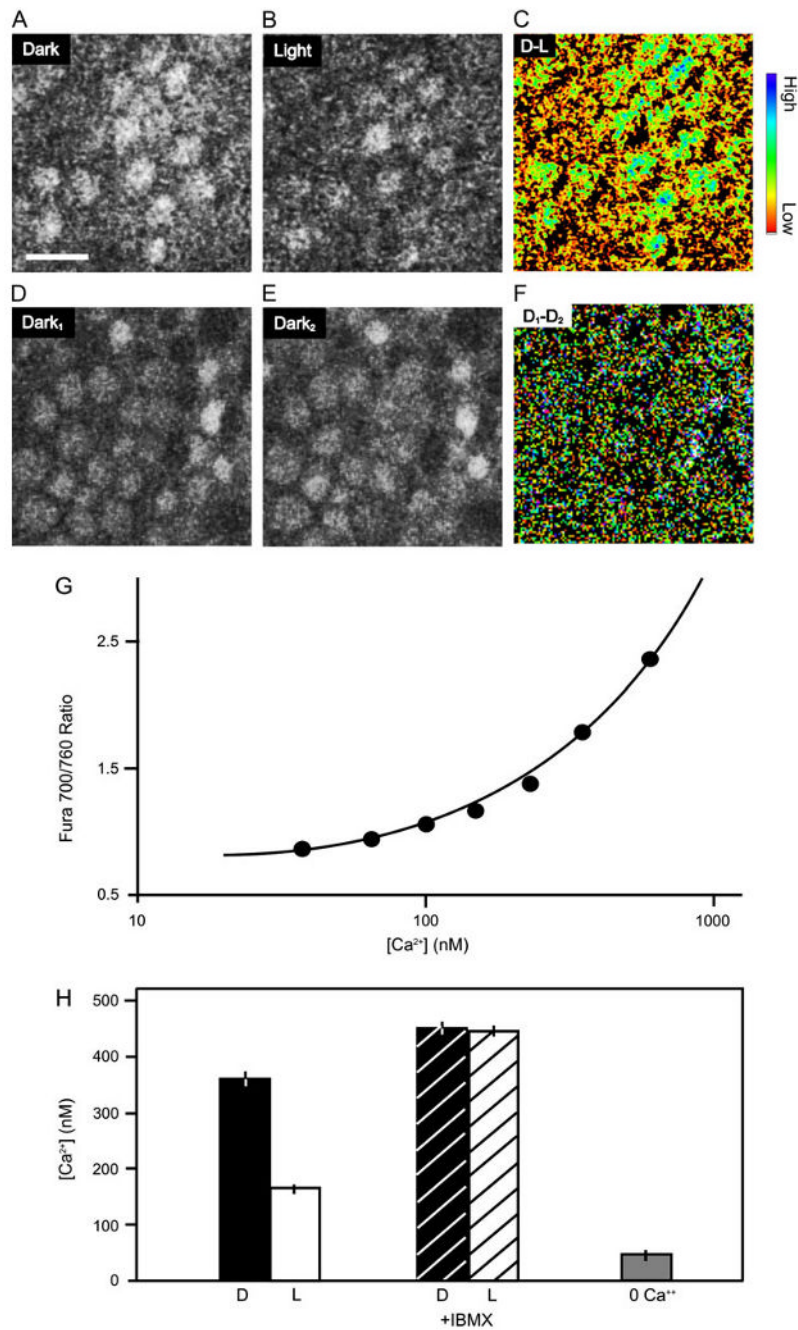 A
Dark
B
Light
C
D-L
High
Low
D
Dark₁
E
Dark₂
F
D₁-D₂
G
Fura 700/760 Ratio
2.5
1.5
0.5
10
100
1000
[Ca²⁺] (nM)
H
[Ca²⁺] (nM)
500
400
300
200
100
0
D L D L 0 Ca⁺⁺
+IBMX